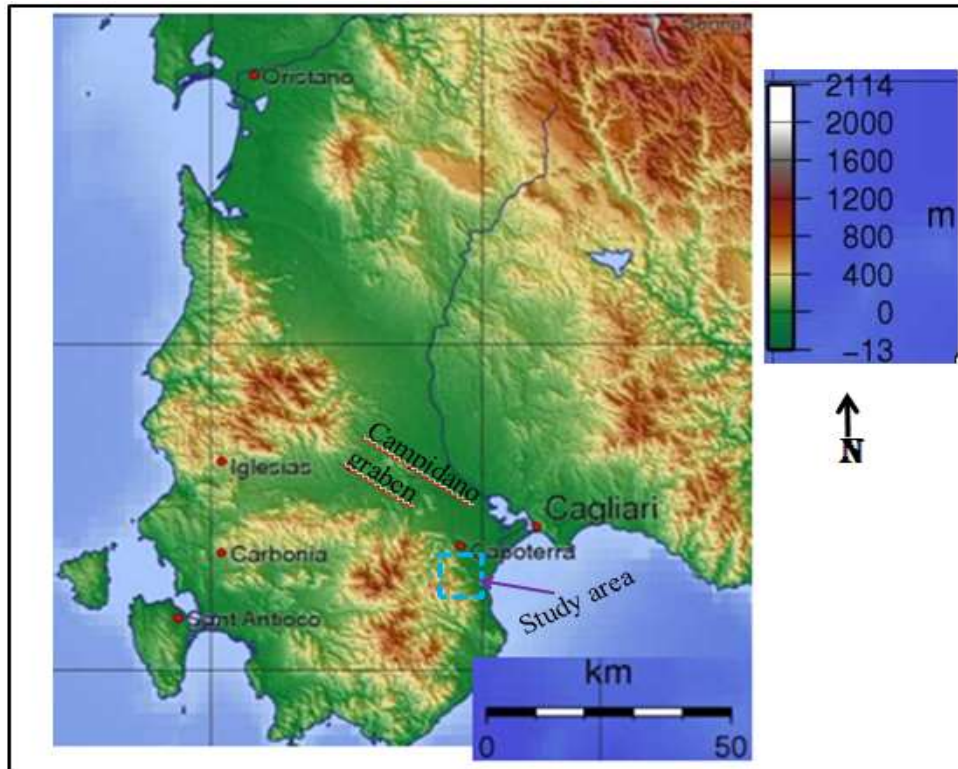 Oristano
Campidano
graben
Iglesias
Cagliari
Capoterra
Carbonia
Study area
Sant Antioco
km
0 50
2114
2000
1600
1200
800
400
0
-13
m
N